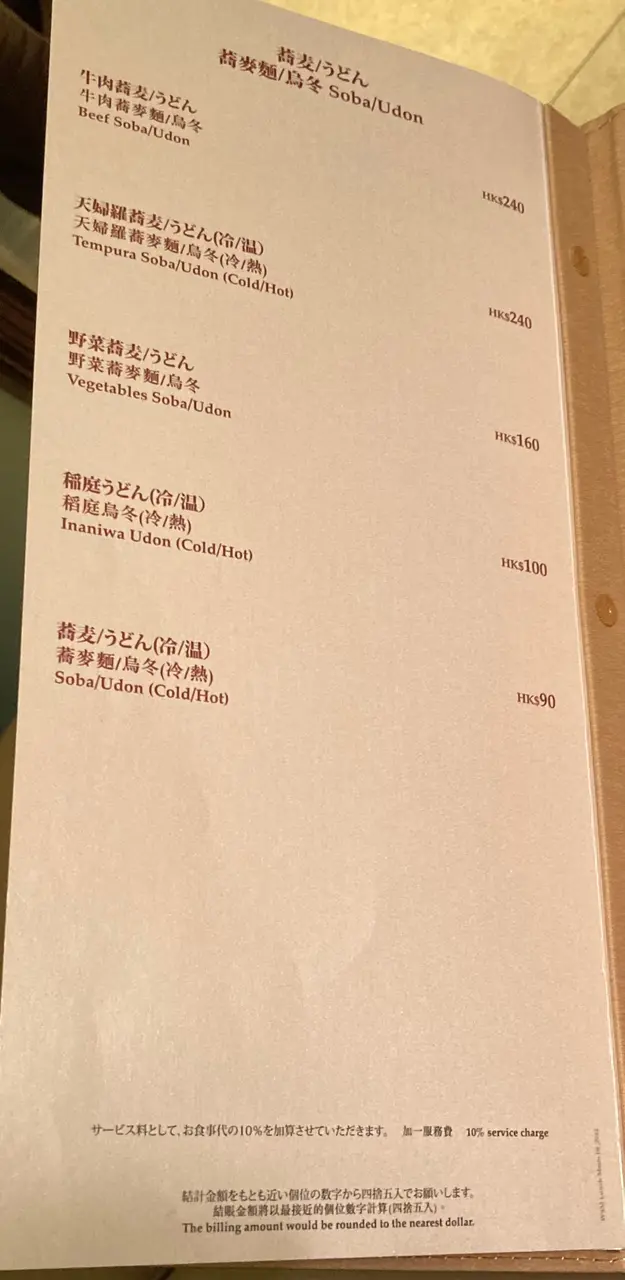 蕎麦/うどん
蕎麥麵/烏冬 Soba/Udon
牛肉蕎麦/うどん
牛肉蕎麥麵/烏冬
Beef Soba/Udon
HK$240
天婦羅蕎麦/うどん(冷/温)
天婦羅蕎麥麵/烏冬(冷/熱)
Tempura Soba/Udon (Cold/Hot)
HK$240
野菜蕎麦/うどん
野菜蕎麥麵/烏冬
Vegetables Soba/Udon
HK$160
稲庭うどん(冷/温)
稻庭烏冬(冷/熱)
Inaniwa Udon (Cold/Hot)
HK$100
蕎麦/うどん(冷/温)
蕎麥麵/烏冬(冷/熱)
Soba/Udon (Cold/Hot)
HK$90
サービス料として、お食事代の10%を加算させていただきます。 加一服務費 10% service charge
結計金額をもとも近い個位の数字から四捨五入でお願いします。
結賬金額將以最接近的個位數字計算(四捨五入)。
The billing amount would be rounded to the nearest dollar.